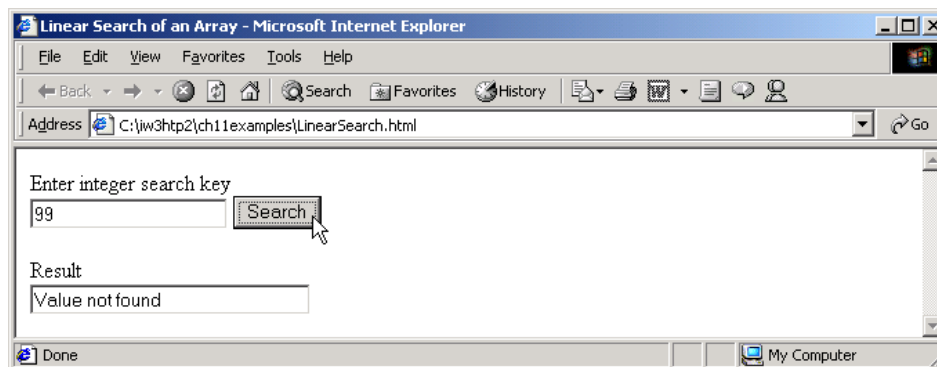 Linear Search of an Array - Microsoft Internet Explorer
File Edit View Favorites Tools Help
Back Search Favorites History
Address C:\iw3htp2\ch11examples\LinearSearch.html Go
Enter integer search key
99 Search
Result
Value not found
Done My Computer